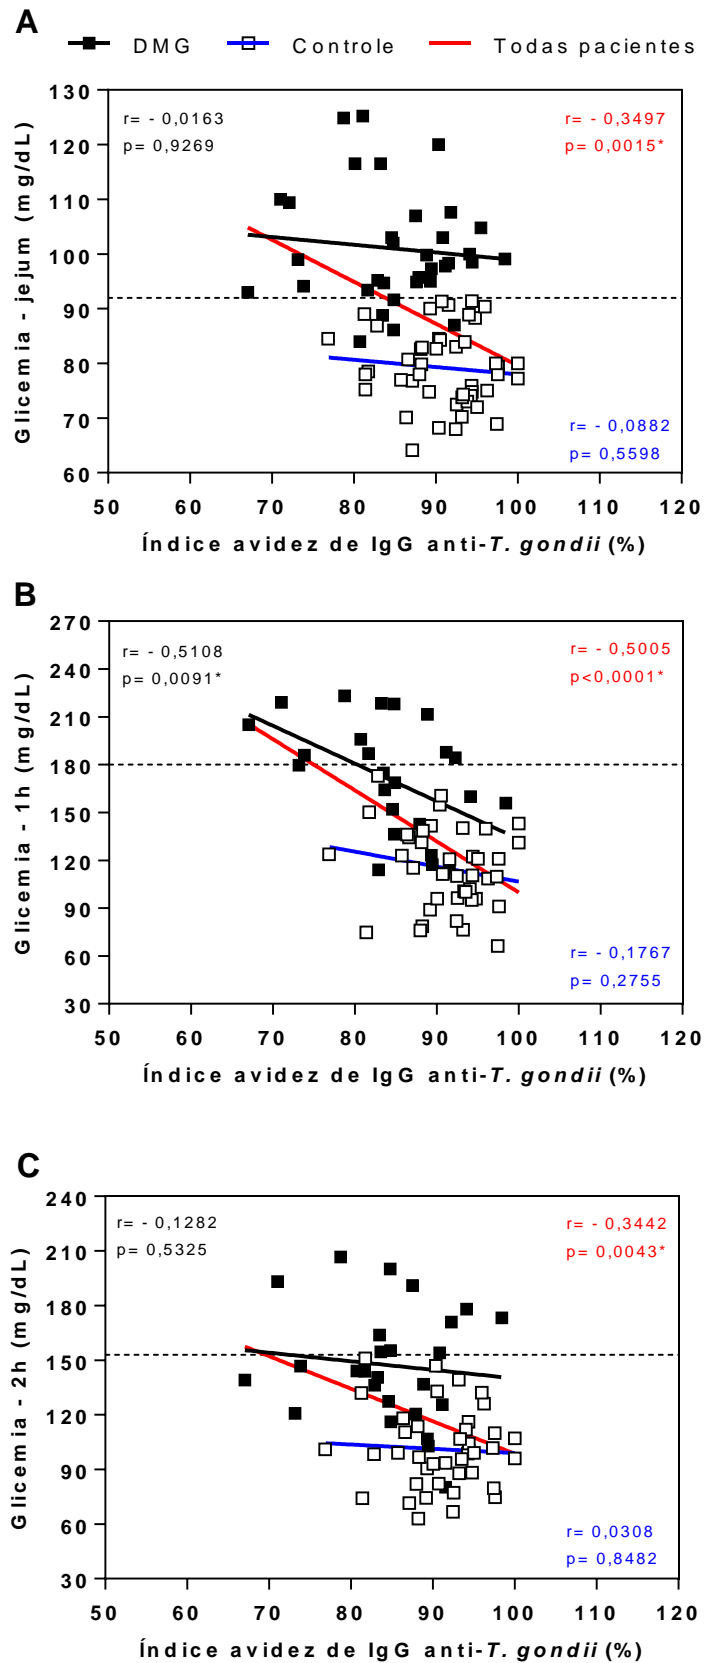 A
DMG Controle Todas pacientes
Glicemia - jejum (mg/dL)
130
120
110
100
90
80
70
60
r= - 0,0163
p= 0,9269
r= - 0,3497
p= 0,0015*
r= - 0,0882
p= 0,5598
50 60 70 80 90 100 110 120
Índice avidez de IgG anti-T. gondii (%)
B
Glicemia - 1h (mg/dL)
270
240
210
180
150
120
90
60
30
r= - 0,5108
p= 0,0091*
r= - 0,5005
p<0,0001*
r= - 0,1767
p= 0,2755
50 60 70 80 90 100 110 120
Índice avidez de IgG anti-T. gondii (%)
C
Glicemia - 2h (mg/dL)
240
210
180
150
120
90
60
30
r= - 0,1282
p= 0,5325
r= - 0,3442
p= 0,0043*
r= 0,0308
p= 0,8482
50 60 70 80 90 100 110 120
Índice avidez de IgG anti-T. gondii (%)